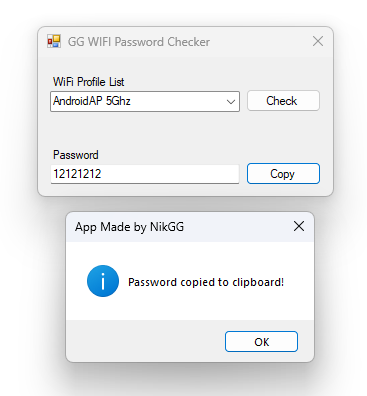 GG WIFI Password Checker
WiFi Profile List
AndroidAP 5Ghz
Check
Password
12121212
Copy
App Made by NikGG
Password copied to clipboard!
OK